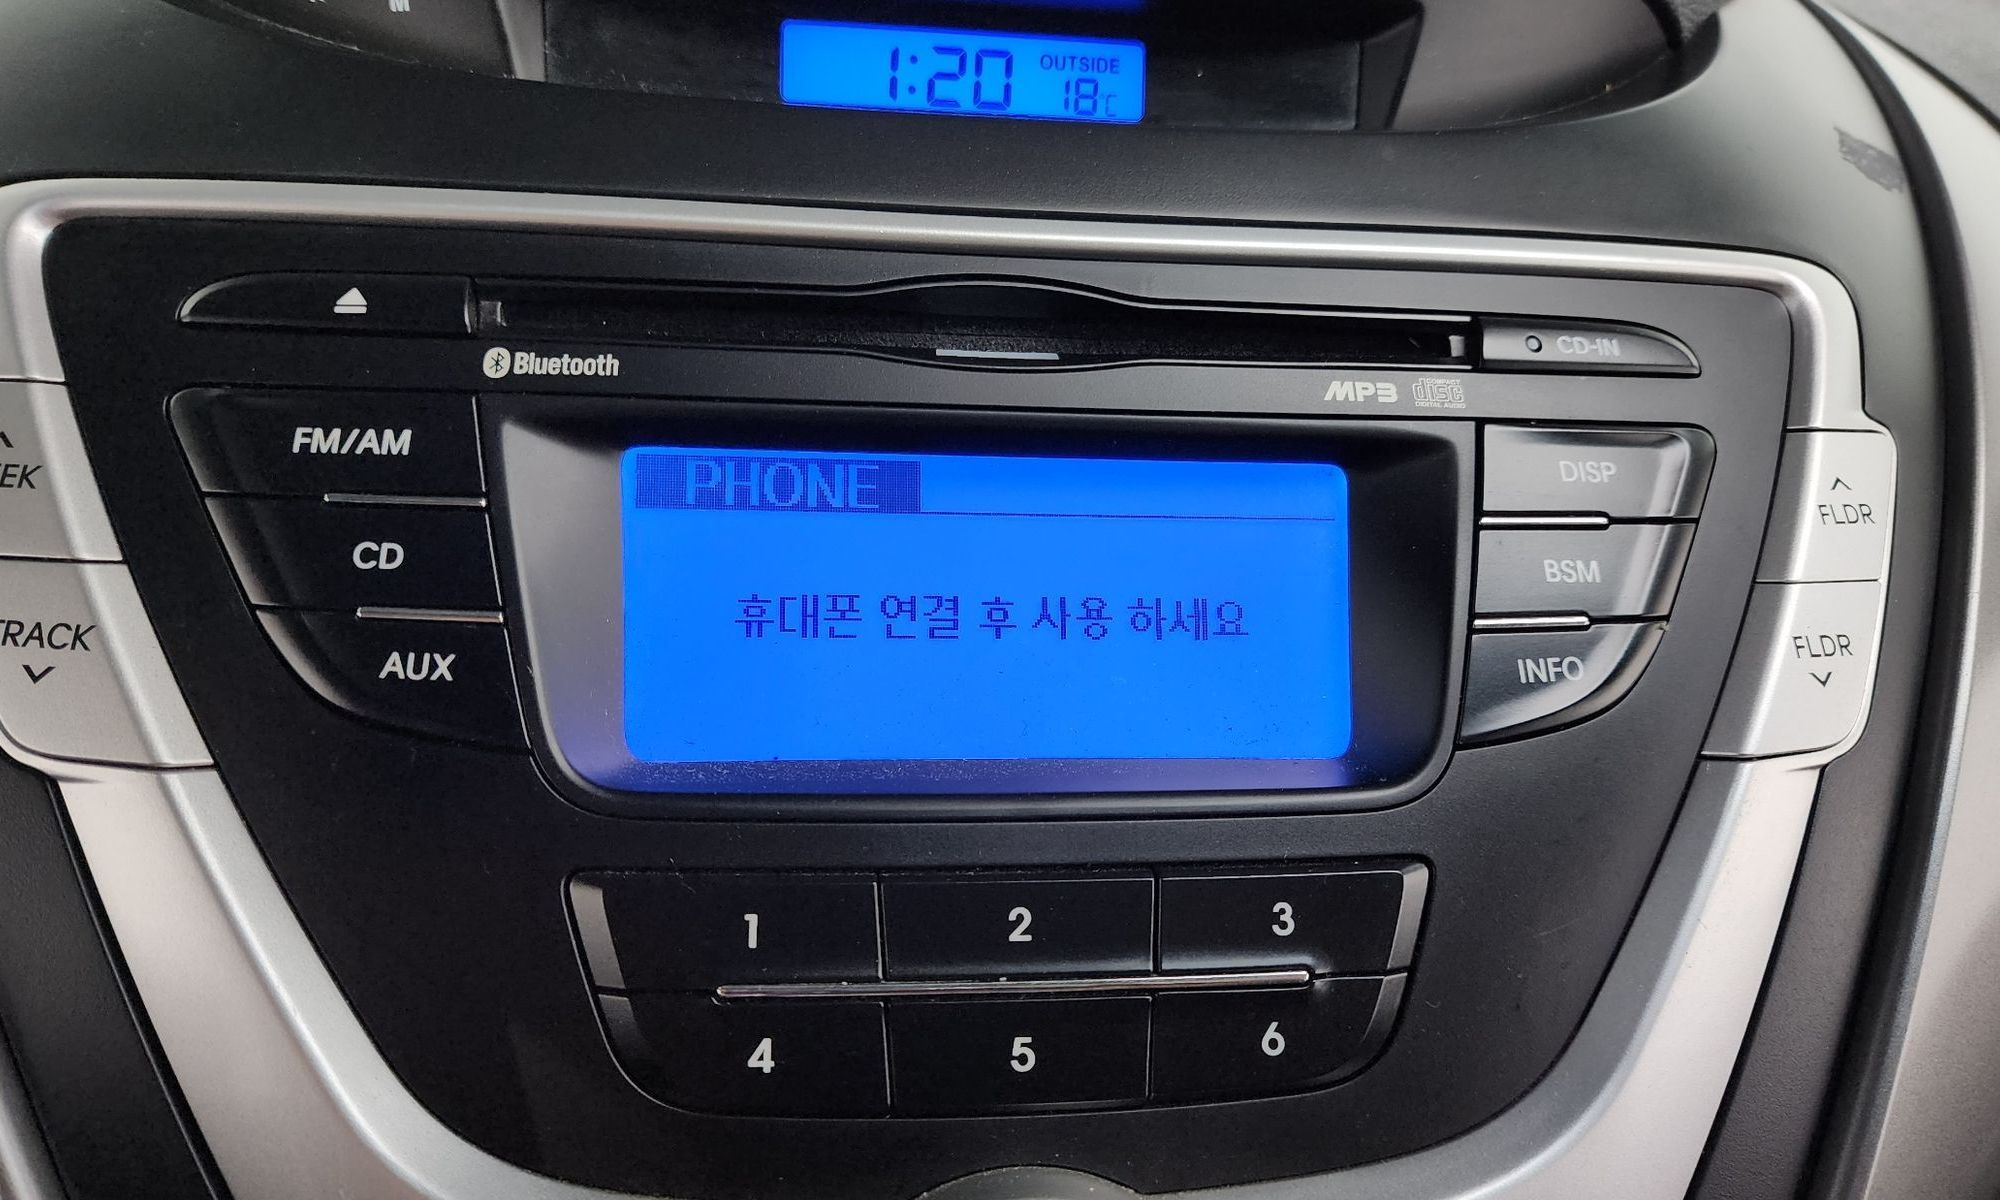 M
1:20 OUTSIDE
18°C
CD-IN
Bluetooth
MP3 COMPACT disc DIGITAL AUDIO
FM/AM
CD
AUX
PHONE
휴대폰 연결 후 사용 하세요
DISP
BSM
INFO
FLDR
FLDR
TRACK
1 2 3
4 5 6